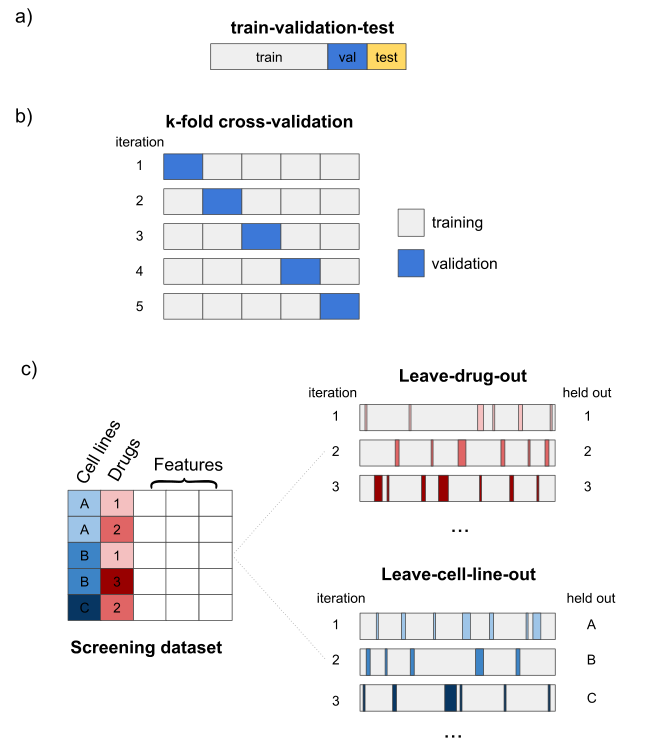 a)
train-validation-test
train val test
b)
k-fold cross-validation
iteration
1
2
3
4
5
training
validation
c)
Cell lines Drugs Features
A 1
A 2
B 1
B 3
C 2
Screening dataset
Leave-drug-out
iteration held out
1 1
2 2
3 3
...
Leave-cell-line-out
iteration held out
1 A
2 B
3 C
...